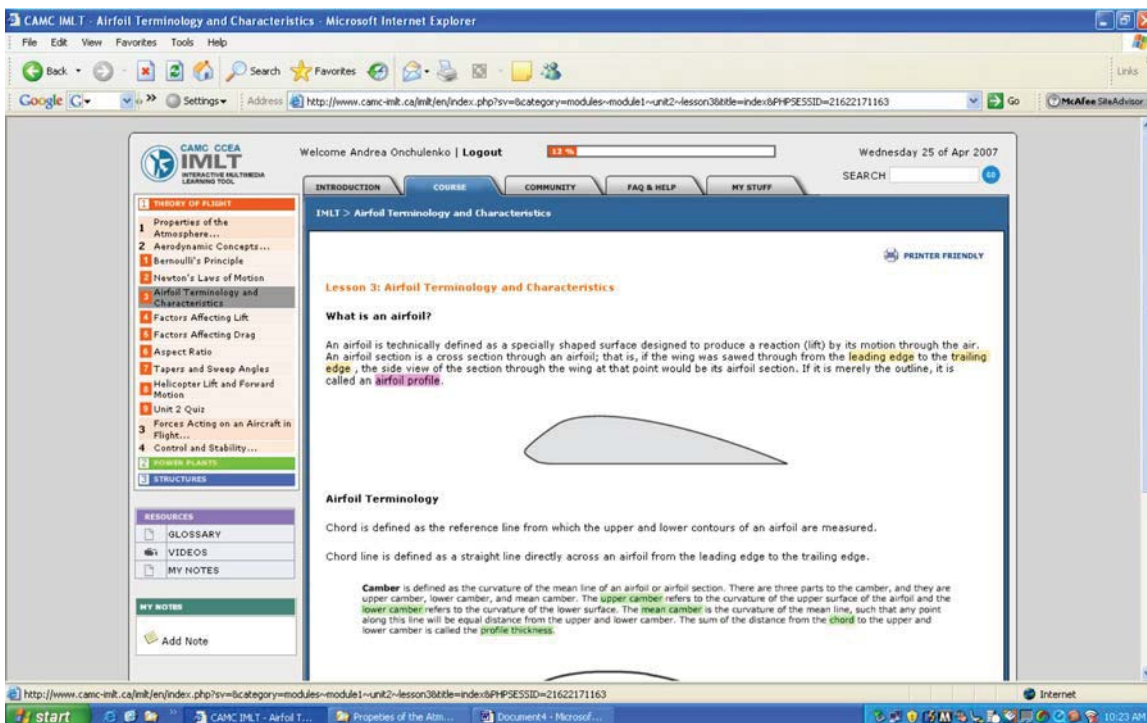 CAMC IMLT - Airfoil Terminology and Characteristics - Microsoft Internet Explorer
File Edit View Favorites Tools Help
Back Search Favorites
Links
Google Settings Address http://www.camc-imlt.ca/imlt/en/index.php?sv=&category=modules~module1~unit2~lesson3&title=index&PHPSESSID=21622171163 Go McAfee SiteAdvisor
CAMC CCEA
IMLT
INTERACTIVE MULTIMEDIA
LEARNING TOOL
Welcome Andrea Onchulenko | Logout
12 %
Wednesday 25 of Apr 2007
SEARCH GO
INTRODUCTION COURSE COMMUNITY FAQ & HELP MY STUFF
1 THEORY OF FLIGHT
1 Properties of the
Atmosphere...
2 Aerodynamic Concepts...
1 Bernoulli's Principle
2 Newton's Laws of Motion
3 Airfoil Terminology and
Characteristics
4 Factors Affecting Lift
5 Factors Affecting Drag
6 Aspect Ratio
7 Tapers and Sweep Angles
8 Helicopter Lift and Forward
Motion
9 Unit 2 Quiz
3 Forces Acting on an Aircraft in
Flight...
4 Control and Stability...
2 POWER PLANTS
3 STRUCTURES
RESOURCES
GLOSSARY
VIDEOS
MY NOTES
MY NOTES
Add Note
IMLT > Airfoil Terminology and Characteristics
PRINTER FRIENDLY
Lesson 3: Airfoil Terminology and Characteristics
What is an airfoil?
An airfoil is technically defined as a specially shaped surface designed to produce a reaction (lift) by its motion through the air.
An airfoil section is a cross section through an airfoil; that is, if the wing was sawed through from the leading edge to the trailing
edge , the side view of the section through the wing at that point would be its airfoil section. If it is merely the outline, it is
called an airfoil profile.
Airfoil Terminology
Chord is defined as the reference line from which the upper and lower contours of an airfoil are measured.
Chord line is defined as a straight line directly across an airfoil from the leading edge to the trailing edge.
Camber is defined as the curvature of the mean line of an airfoil or airfoil section. There are three parts to the camber, and they are
upper camber, lower camber, and mean camber. The upper camber refers to the curvature of the upper surface of the airfoil and the
lower camber refers to the curvature of the lower surface. The mean camber is the curvature of the mean line, such that any point
along this line will be equal distance from the upper and lower camber. The sum of the distance from the chord to the upper and
lower camber is called the profile thickness.
http://www.camc-imlt.ca/imlt/en/index.php?sv=&category=modules~module1~unit2~lesson3&title=index&PHPSESSID=21622171163
Internet
start CAMC IMLT - Airfoil T... Propeties of the Atm... Document4 - Microsof... 10:23 AM